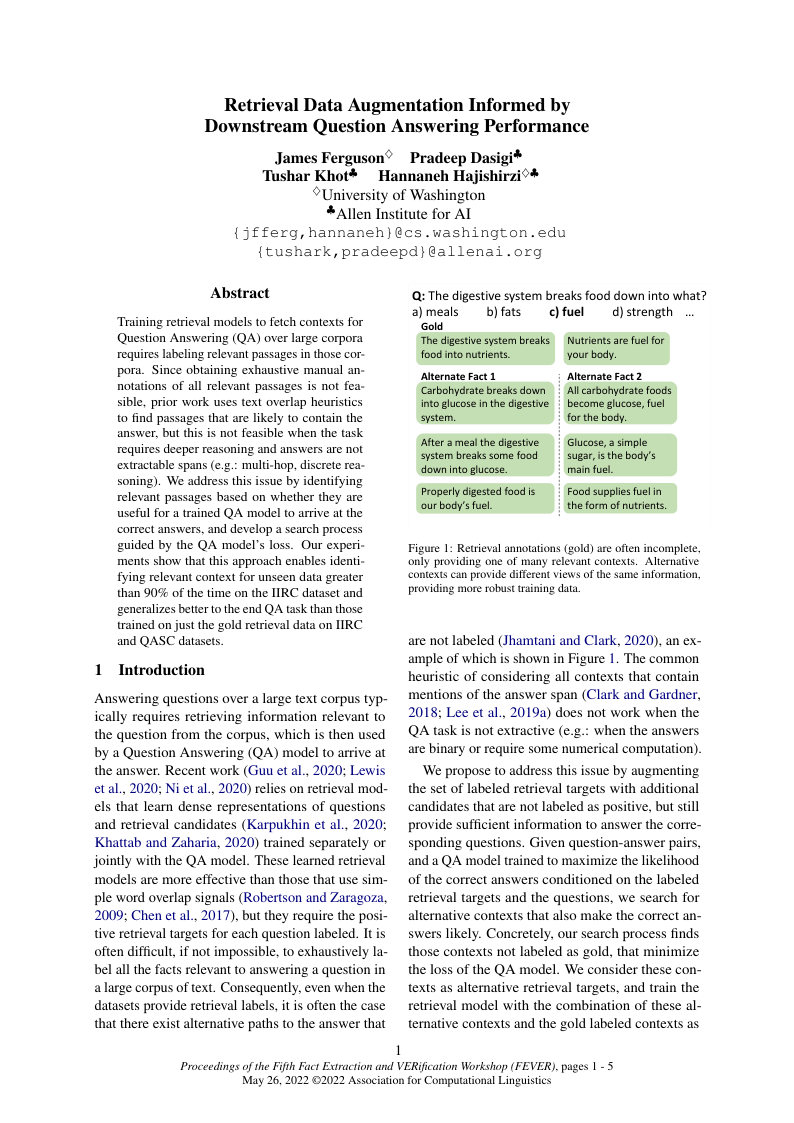 Retrieval Data Augmentation Informed by
Downstream Question Answering Performance
James Ferguson♢ Pradeep Dasigi♣
Tushar Khot♣ Hannaneh Hajishirzi♢♣
♢University of Washington
♣Allen Institute for AI
{jfferg,hannaneh}@cs.washington.edu
{tushark,pradeepd}@allenai.org
Abstract
Training retrieval models to fetch contexts for
Question Answering (QA) over large corpora
requires labeling relevant passages in those cor-
pora. Since obtaining exhaustive manual an-
notations of all relevant passages is not fea-
sible, prior work uses text overlap heuristics
to find passages that are likely to contain the
answer, but this is not feasible when the task
requires deeper reasoning and answers are not
extractable spans (e.g.: multi-hop, discrete rea-
soning). We address this issue by identifying
relevant passages based on whether they are
useful for a trained QA model to arrive at the
correct answers, and develop a search process
guided by the QA model's loss. Our experi-
ments show that this approach enables identi-
fying relevant context for unseen data greater
than 90% of the time on the IIRC dataset and
generalizes better to the end QA task than those
trained on just the gold retrieval data on IIRC
and QASC datasets.
1 Introduction
Answering questions over a large text corpus typ-
ically requires retrieving information relevant to
the question from the corpus, which is then used
by a Question Answering (QA) model to arrive at
the answer. Recent work (Guu et al., 2020; Lewis
et al., 2020; Ni et al., 2020) relies on retrieval mod-
els that learn dense representations of questions
and retrieval candidates (Karpukhin et al., 2020;
Khattab and Zaharia, 2020) trained separately or
jointly with the QA model. These learned retrieval
models are more effective than those that use sim-
ple word overlap signals (Robertson and Zaragoza,
2009; Chen et al., 2017), but they require the posi-
tive retrieval targets for each question labeled. It is
often difficult, if not impossible, to exhaustively la-
bel all the facts relevant to answering a question in
a large corpus of text. Consequently, even when the
datasets provide retrieval labels, it is often the case
that there exist alternative paths to the answer that
Q: The digestive system breaks food down into what?
a) meals b) fats c) fuel d) strength ...
Gold
The digestive system breaks
food into nutrients.
Nutrients are fuel for
your body.
Alternate Fact 1
Carbohydrate breaks down
into glucose in the digestive
system.
After a meal the digestive
system breaks some food
down into glucose.
Properly digested food is
our body's fuel.
Alternate Fact 2
All carbohydrate foods
become glucose, fuel
for the body.
Glucose, a simple
sugar, is the body's
main fuel.
Food supplies fuel in
the form of nutrients.
Figure 1: Retrieval annotations (gold) are often incomplete,
only providing one of many relevant contexts. Alternative
contexts can provide different views of the same information,
providing more robust training data.
are not labeled (Jhamtani and Clark, 2020), an ex-
ample of which is shown in Figure 1. The common
heuristic of considering all contexts that contain
mentions of the answer span (Clark and Gardner,
2018; Lee et al., 2019a) does not work when the
QA task is not extractive (e.g.: when the answers
are binary or require some numerical computation).
We propose to address this issue by augmenting
the set of labeled retrieval targets with additional
candidates that are not labeled as positive, but still
provide sufficient information to answer the corre-
sponding questions. Given question-answer pairs,
and a QA model trained to maximize the likelihood
of the correct answers conditioned on the labeled
retrieval targets and the questions, we search for
alternative contexts that also make the correct an-
swers likely. Concretely, our search process finds
those contexts not labeled as gold, that minimize
the loss of the QA model. We consider these con-
texts as alternative retrieval targets, and train the
retrieval model with the combination of these al-
ternative contexts and the gold labeled contexts as
1
Proceedings of the Fifth Fact Extraction and VERification Workshop (FEVER), pages 1 - 5
May 26, 2022 ©2022 Association for Computational Linguistics